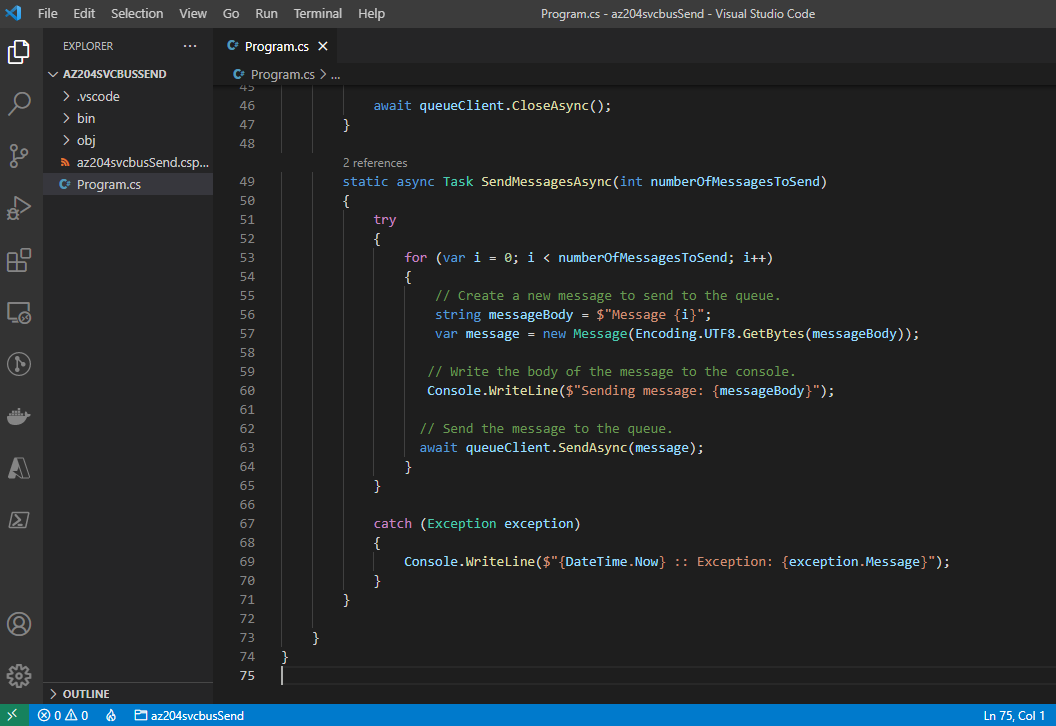 File Edit Selection View Go Run Terminal Help Program.cs - az204svcbusSend - Visual Studio Code
EXPLORER ...
AZ204SVCBUSSEND
.vscode
bin
obj
az204svcbusSend.csp...
Program.cs
OUTLINE
Program.cs
Program.cs > ...
45
46 await queueClient.CloseAsync();
47 }
48
2 references
49 static async Task SendMessagesAsync(int numberOfMessagesToSend)
50 {
51 try
52 {
53 for (var i = 0; i < numberOfMessagesToSend; i++)
54 {
55 // Create a new message to send to the queue.
56 string messageBody = $"Message {i}";
57 var message = new Message(Encoding.UTF8.GetBytes(messageBody));
58
59 // Write the body of the message to the console.
60 Console.WriteLine($"Sending message: {messageBody}");
61
62 // Send the message to the queue.
63 await queueClient.SendAsync(message);
64 }
65 }
66
67 catch (Exception exception)
68 {
69 Console.WriteLine($"{DateTime.Now} :: Exception: {exception.Message}");
70 }
71 }
72
73 }
74 }
75
0 0 az204svcbusSend Ln 75, Col 1